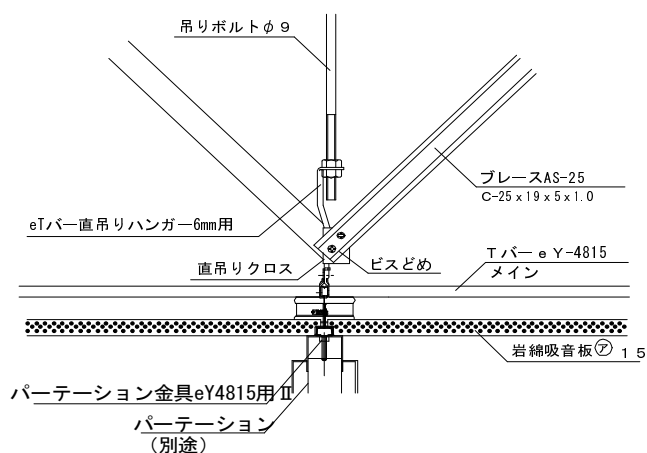 吊りボルトφ9
ブレースAS-25
C-25x19x5x1.0
eTバー直吊りハンガー6mm用
直吊りクロス
ビスどめ
TバーeY-4815
メイン
岩綿吸音板㋐15
パーテーション金具eY4815用Ⅱ
パーテーション
(別途)